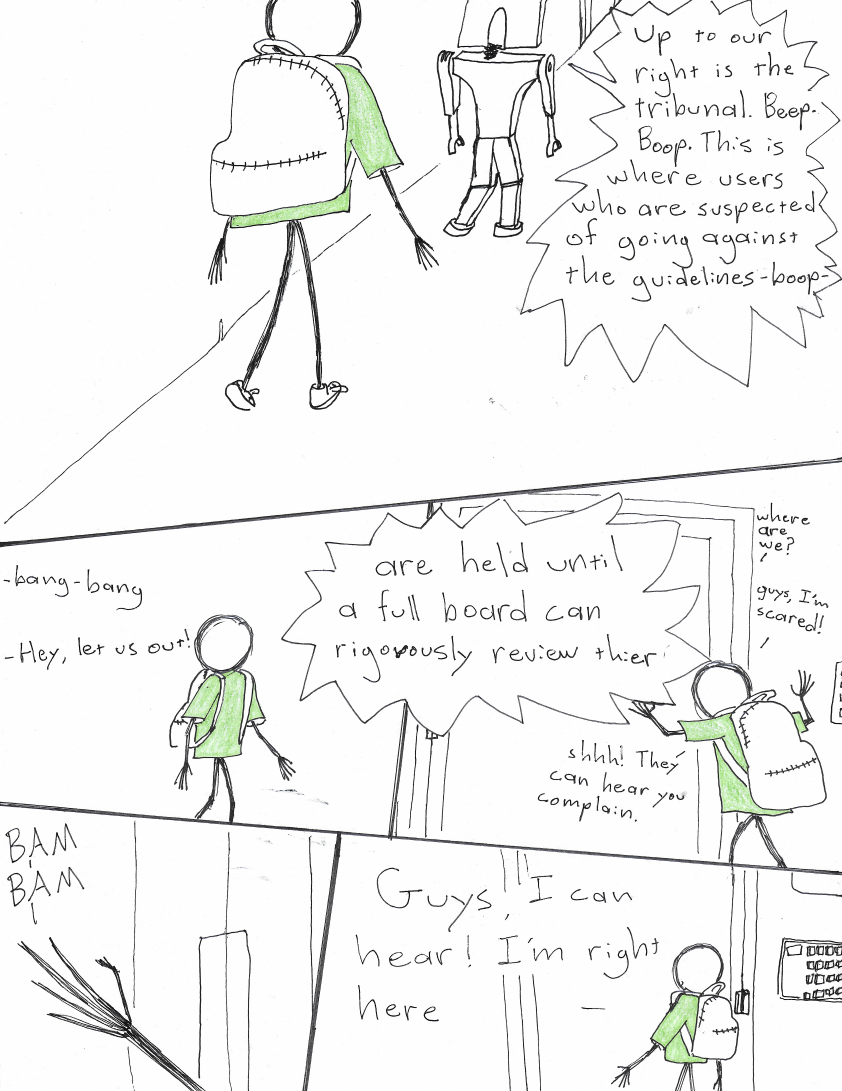 Up to our
right is the
tribunal. Beep.
Boop. This is
where users
who are suspected
of going against
the guidelines-boop-
-bang-bang
-Hey, let us out!
are held until
a full board can
rigorously review thier
where
are
we?
guys, I'm
scared!
shhh! They
can hear you
complain.
BAM
BAM
Guys, I can
hear! I'm right
here -